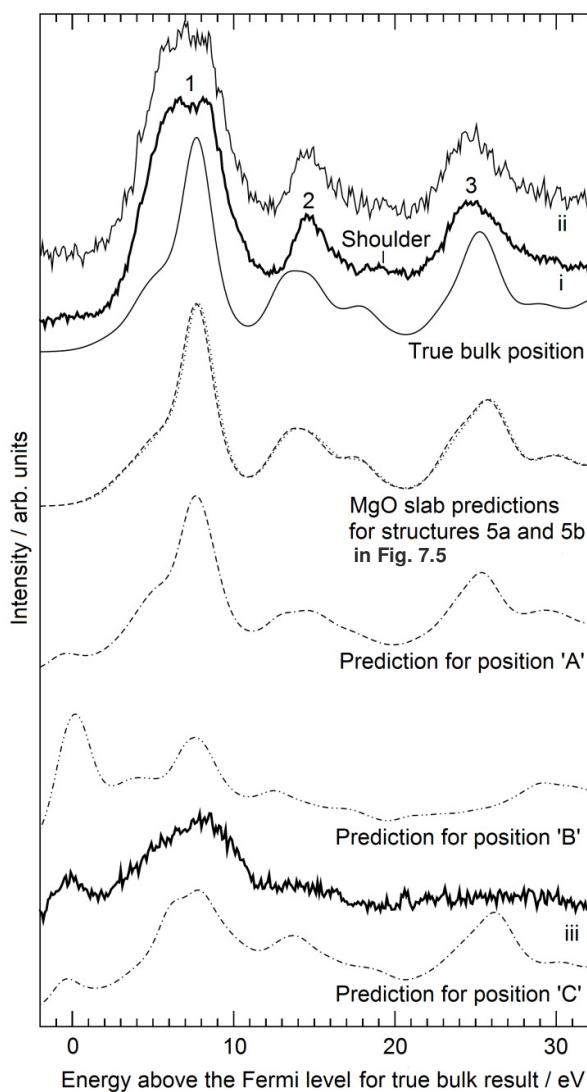 1
2
3
Shoulder
ii
i
True bulk position
MgO slab predictions
for structures 5a and 5b
in Fig. 7.5
Prediction for position 'A'
Prediction for position 'B'
iii
Prediction for position 'C'
Intensity / arb. units
0 10 20 30
Energy above the Fermi level for true bulk result / eV